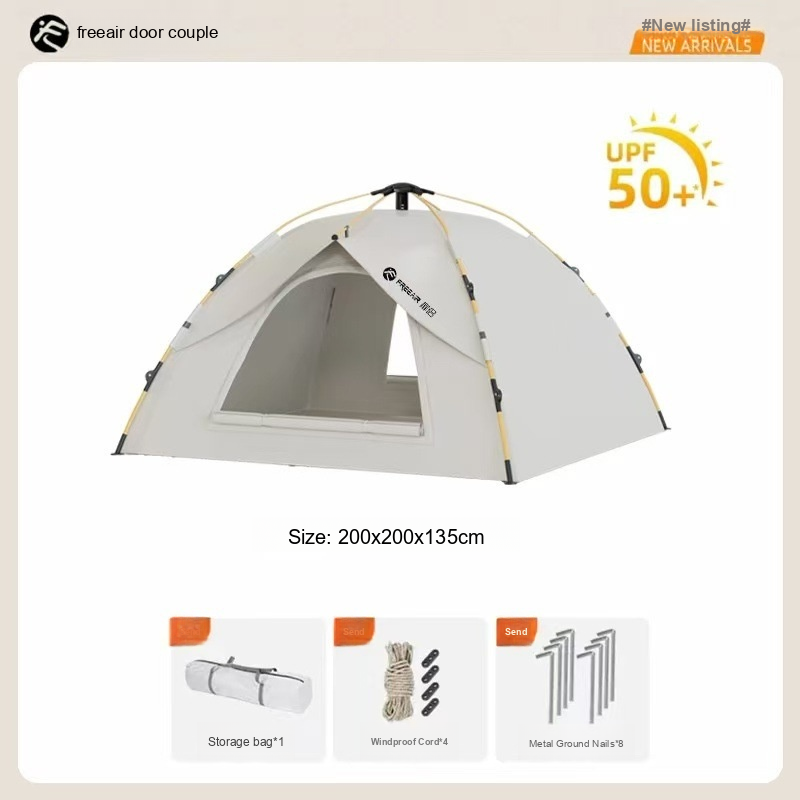 freeair door couple
#New listing#
NEW ARRIVALS
UPF
50+
FREEAIR
Size: 200x200x135cm
Send
Send
Storage bag*1
Windproof Cord*4
Metal Ground Nails*8